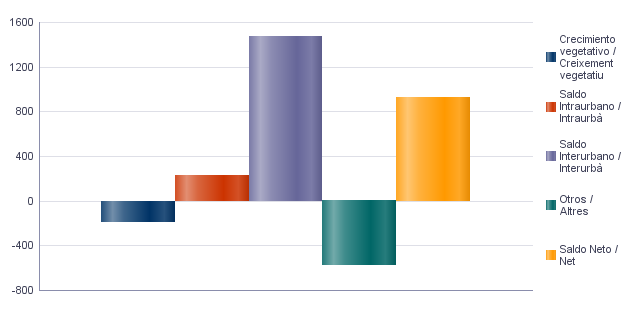 1600
1200
800
400
0
-400
-800
Crecimiento
vegetativo /
Creixement
vegetatiu
Saldo
Intraurbano /
Intraurbà
Saldo
Interurbano /
Interurbà
Otros /
Altres
Saldo Neto /
Net